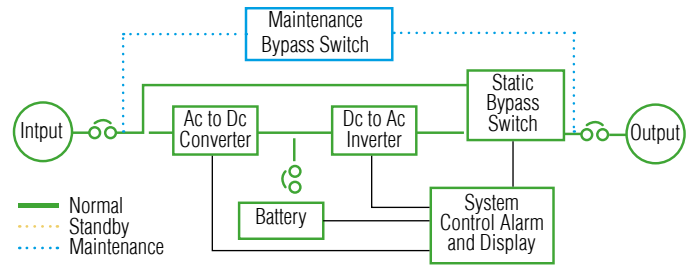 Maintenance
Bypass Switch
Static
Bypass
Switch
Intput
Ac to Dc
Converter
Dc to Ac
Inverter
Output
Battery
System
Control Alarm
and Display
Normal
Standby
Maintenance